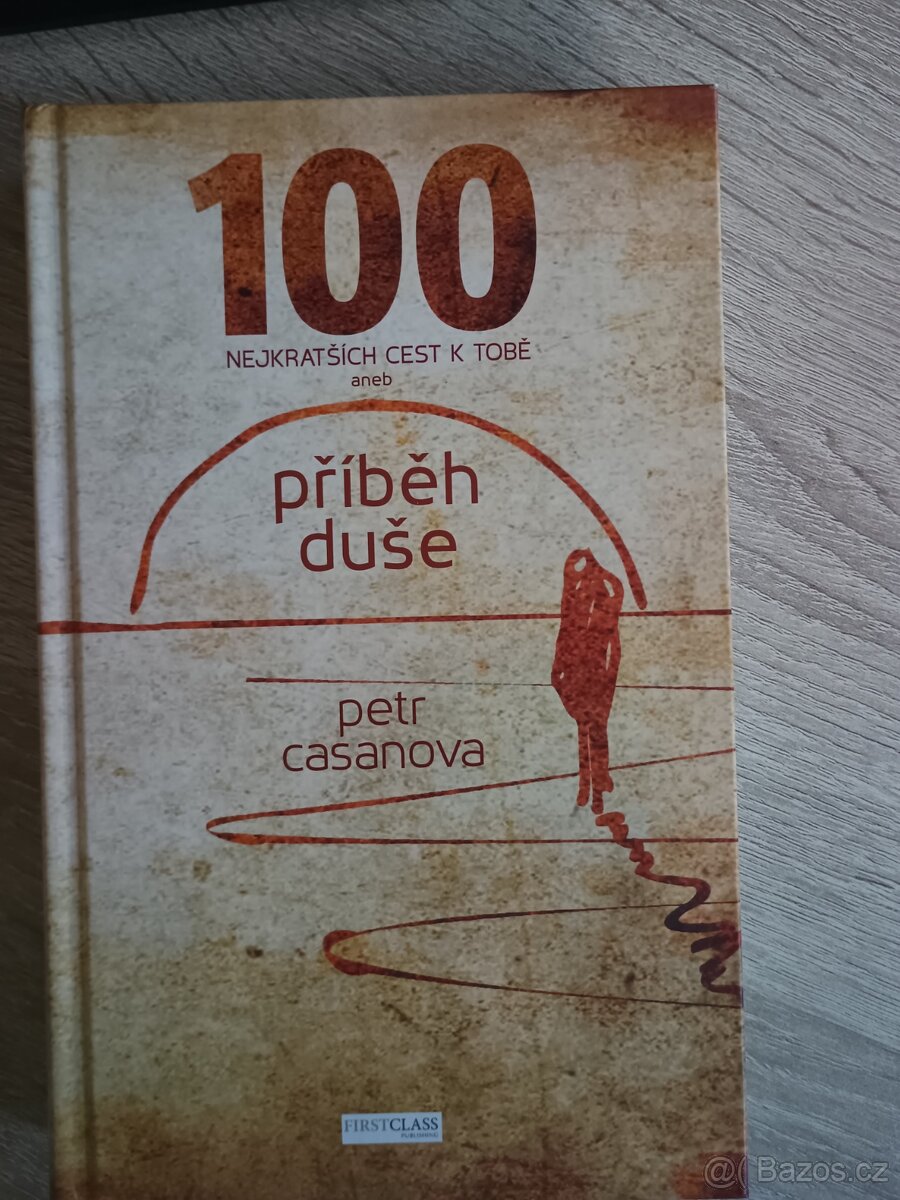 100
NEJKRATŠÍCH CEST K TOBĚ
aneb
příběh
duše
petr
casanova
FIRSTCLASS
PUBLISHING
@( Bazos.cz